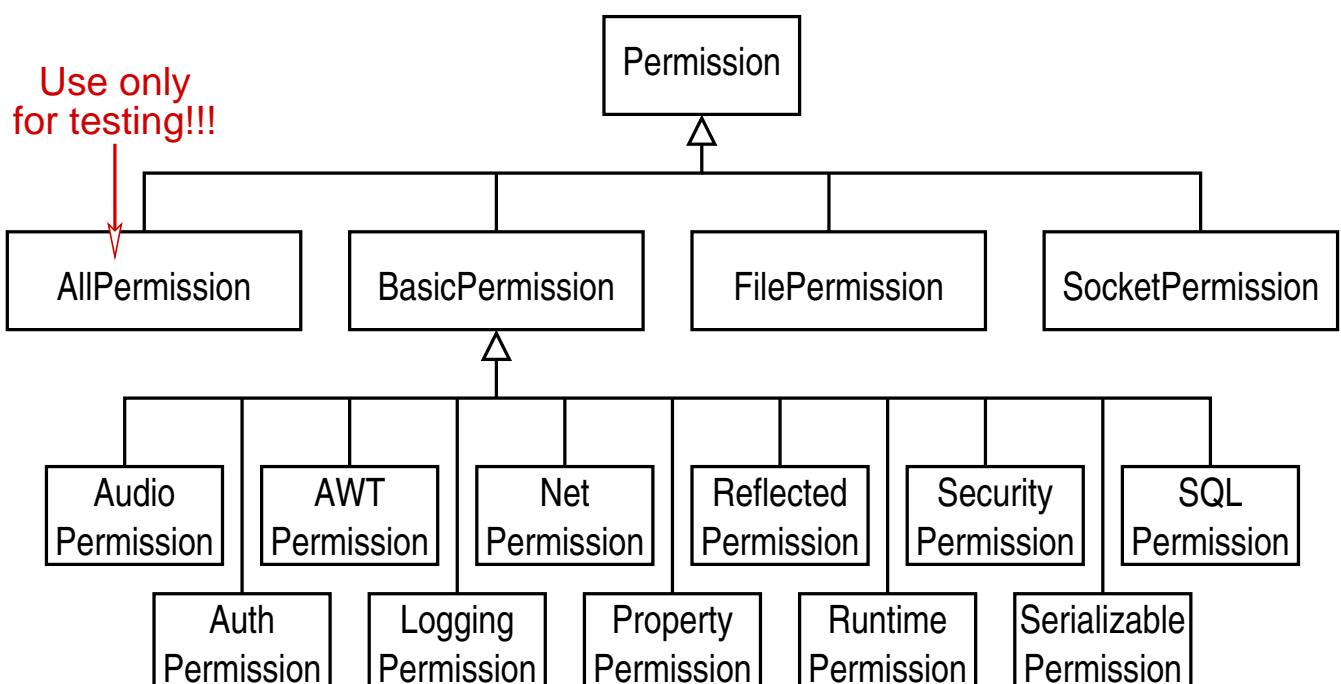 Permission
Use only
for testing!!!
AllPermission
BasicPermission
FilePermission
SocketPermission
Audio
Permission
AWT
Permission
Net
Permission
Reflected
Permission
Security
Permission
SQL
Permission
Auth
Permission
Logging
Permission
Property
Permission
Runtime
Permission
Serializable
Permission